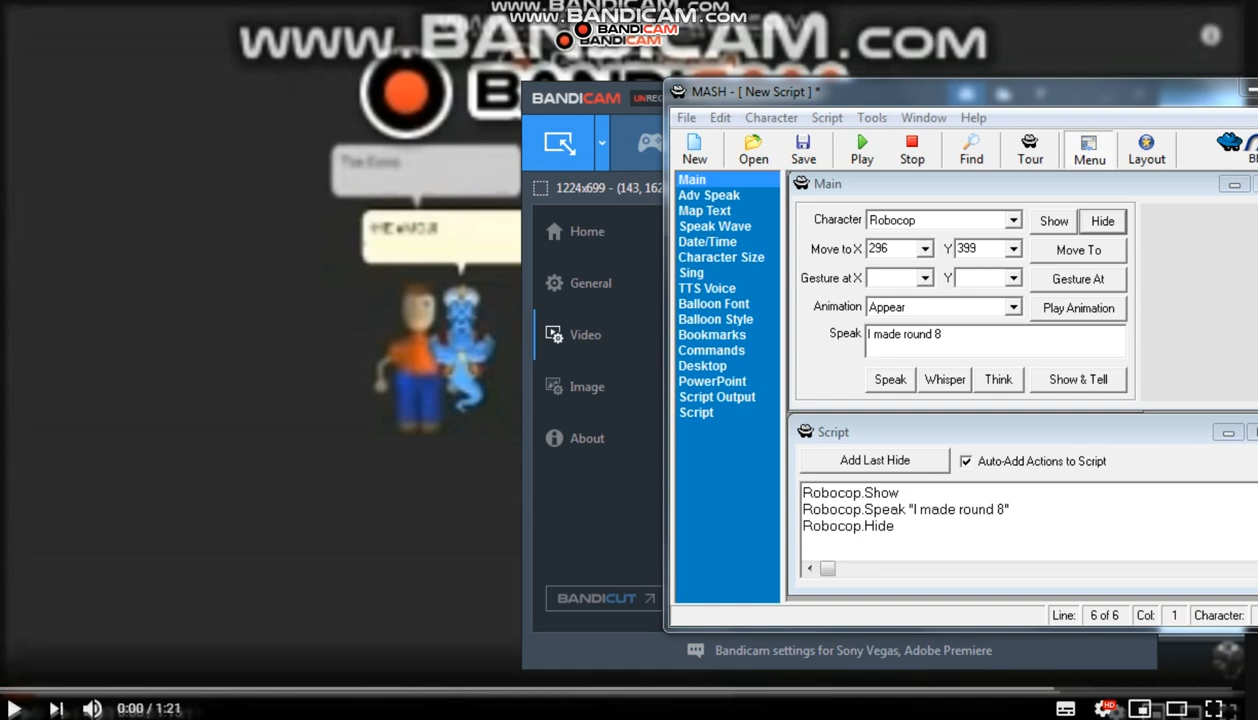 www.BANDICAM.com
www.BANDICAM.com
BANDICAM
BANDICAM
www.BANDICAM.com
BANDICAM
MASH - [ New Script ] *
File Edit Character Script Tools Window Help
New Open Save Play Stop Find Tour Menu Layout
1224x699 - (143, 162
Home
General
Video
Image
About
BANDICUT
Main
Adv Speak
Map Text
Speak Wave
Date/Time
Character Size
Sing
TTS Voice
Balloon Font
Balloon Style
Bookmarks
Commands
Desktop
PowerPoint
Script Output
Script
Main
Character Robocop Show Hide
Move to X 296 Y 399 Move To
Gesture at X Y Gesture At
Animation Appear Play Animation
Speak I made round 8
Speak Whisper Think Show & Tell
Script
Add Last Hide Auto-Add Actions to Script
Robocop.Show
Robocop.Speak "I made round 8"
Robocop.Hide
Line: 6 of 6 Col: 1 Character:
Bandicam settings for Sony Vegas, Adobe Premiere
0:00 / 1:21
HD